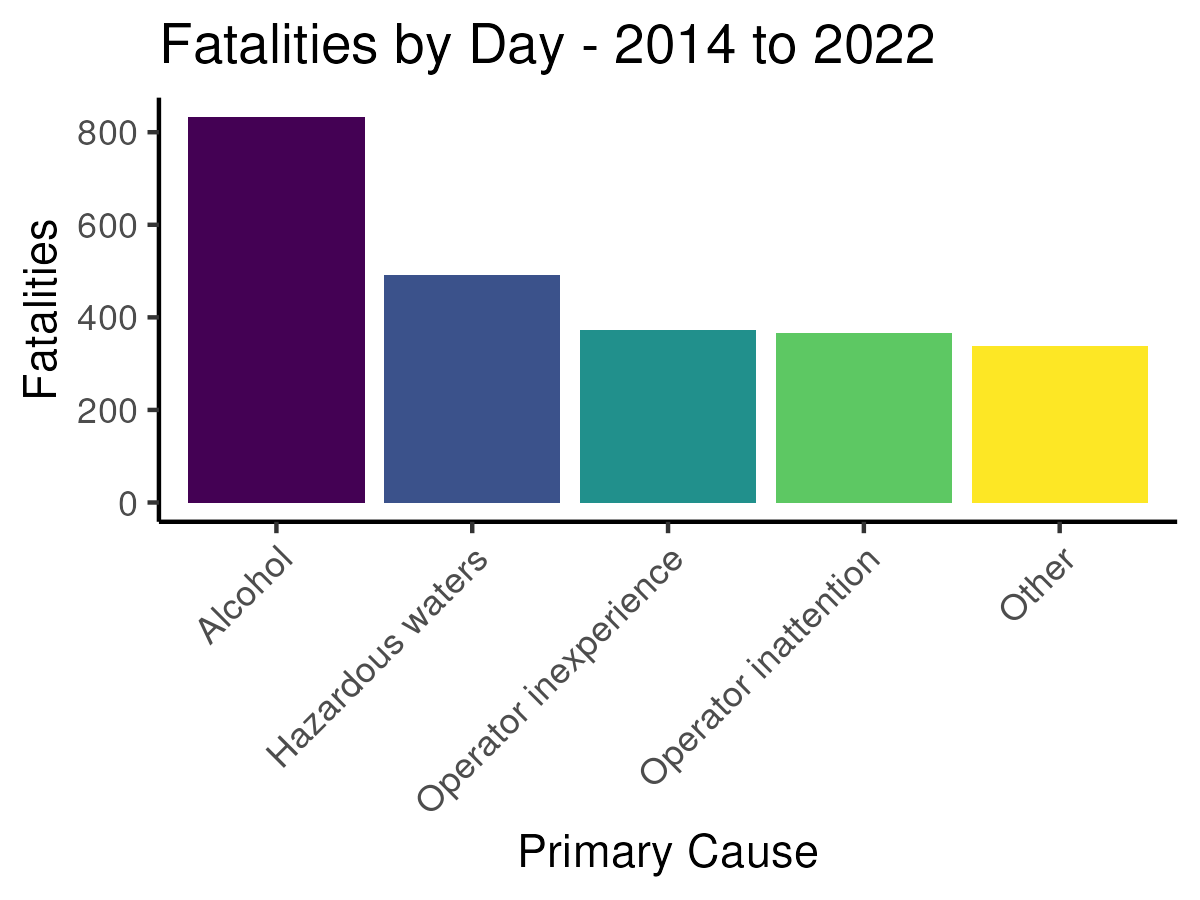 Fatalities by Day - 2014 to 2022
Fatalities
800
600
400
200
0
Alcohol
Hazardous waters
Operator inexperience
Operator inattention
Other
Primary Cause